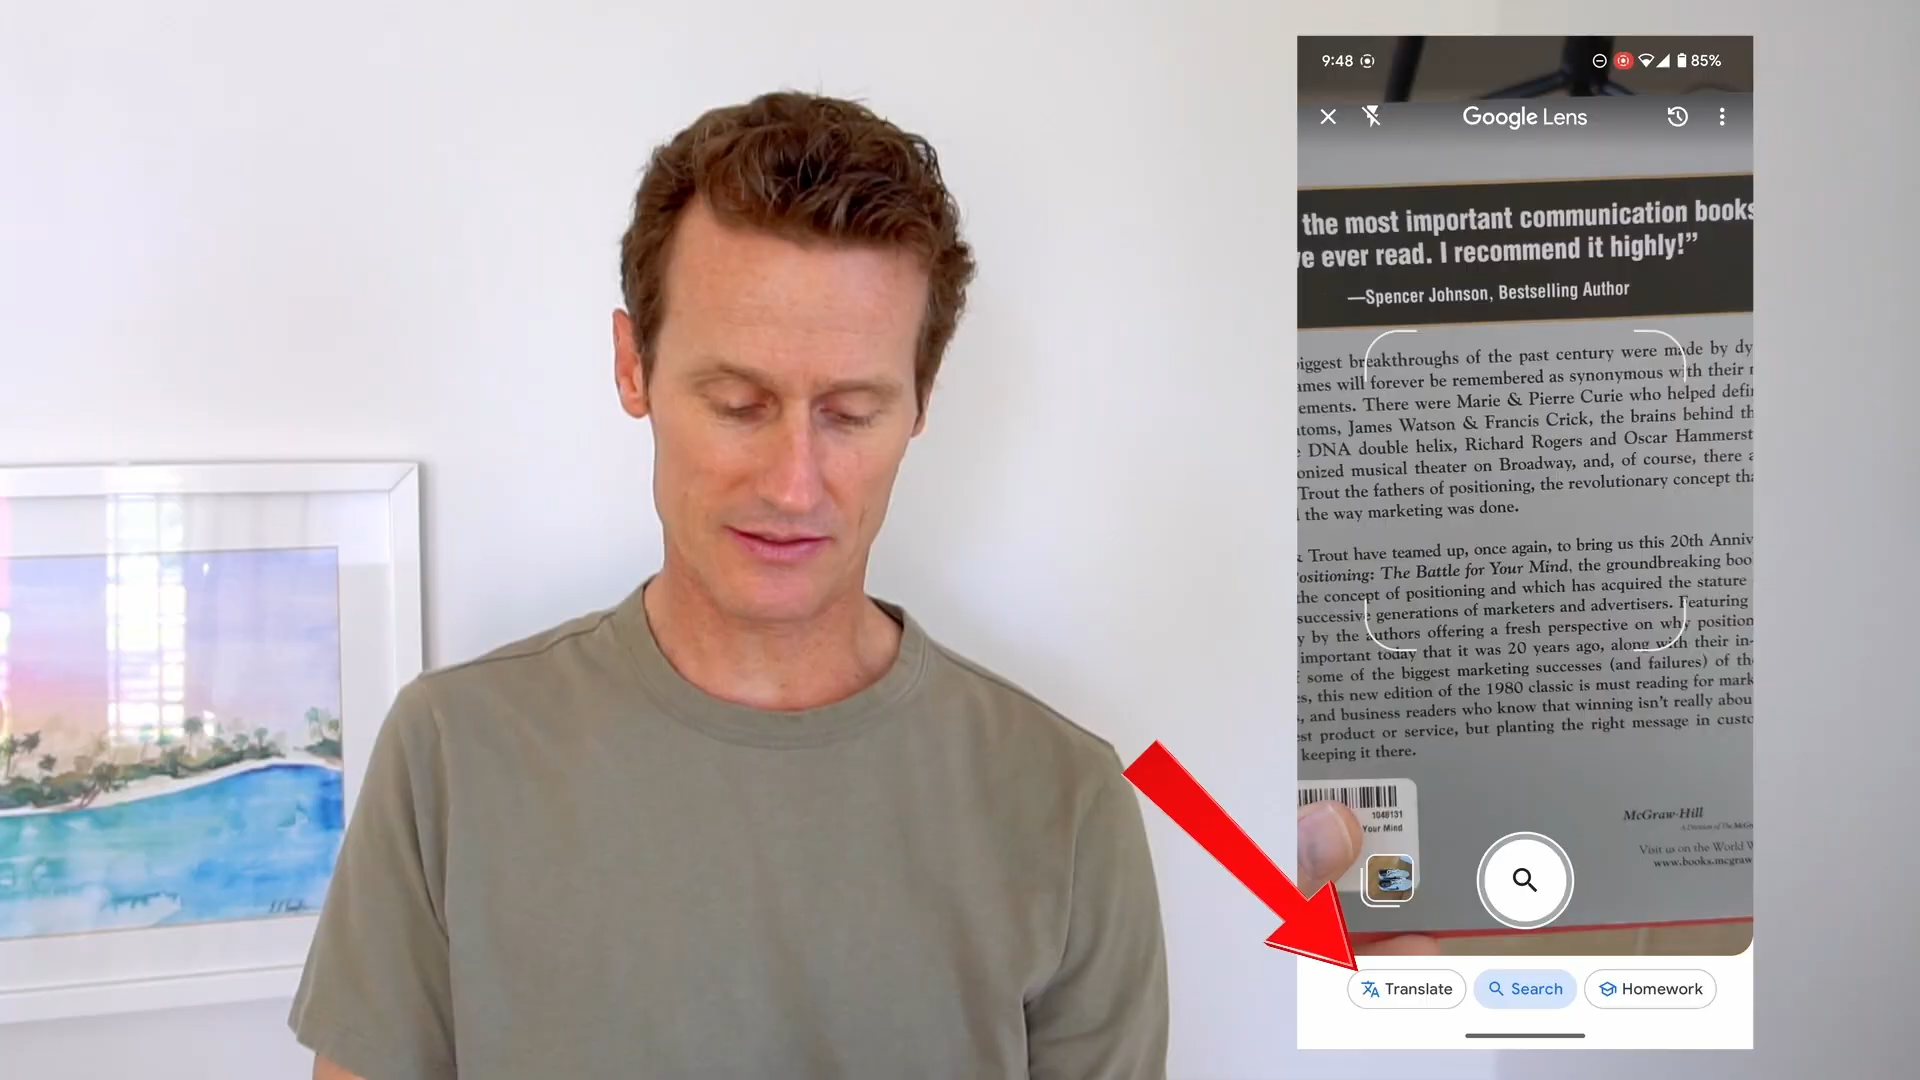 9:48
85%
Google Lens
the most important communication books
ve ever read. I recommend it highly!”
—Spencer Johnson, Bestselling Author
iggest breakthroughs of the past century were made by dy
ames will forever be remembered as synonymous with their
ements. There were Marie & Pierre Curie who helped defi
toms, James Watson & Francis Crick, the brains behind th
DNA double helix, Richard Rogers and Oscar Hammerst
onized musical theater on Broadway, and, of course, there a
Trout the fathers of positioning, the revolutionary concept tha
the way marketing was done.
& Trout have teamed up, once again, to bring us this 20th Anniv
ositioning: The Battle for Your Mind, the groundbreaking boo
the concept of positioning and which has acquired the stature
successive generations of marketers and advertisers. Featuring
y by the authors offering a fresh perspective on why position
important today that it was 20 years ago, along with their in-
some of the biggest marketing successes (and failures) of the
es, this new edition of the 1980 classic is must reading for mark
, and business readers who know that winning isn’t really abou
st product or service, but planting the right message in custo
keeping it there.
1048131
Your Mind
McGraw-Hill
A Division of The McGr
Visit us on the World W
www.books.mcgraw
Translate
Search
Homework